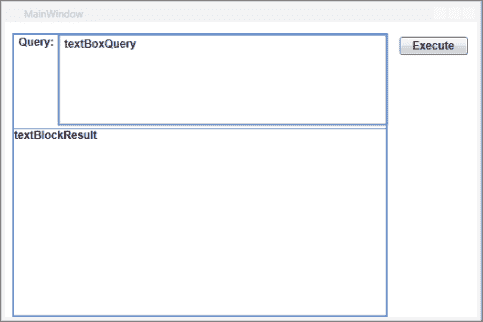 MainWindow
Query:
textBoxQuery
Execute
textBlockResult